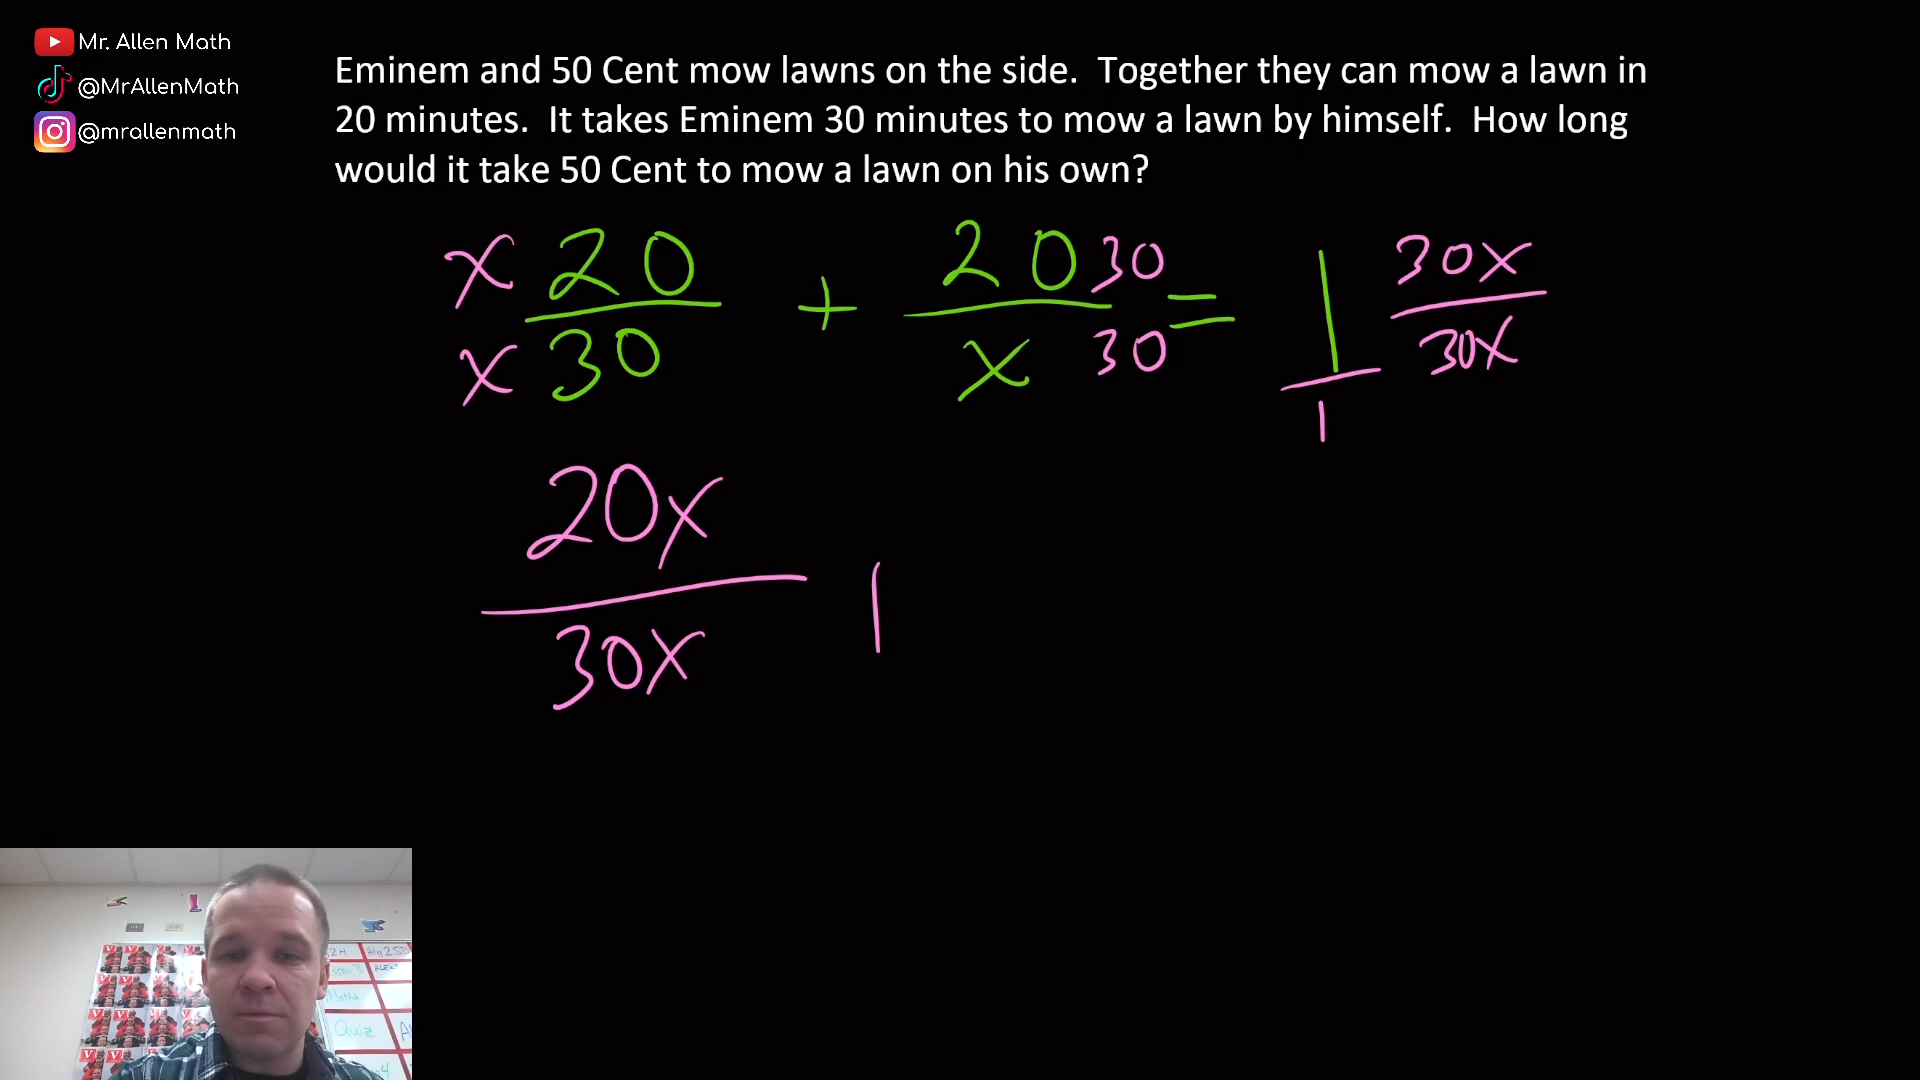 Mr. Allen Math
@MrAllenMath
@mrallenmath
Eminem and 50 Cent mow lawns on the side. Together they can mow a lawn in
20 minutes. It takes Eminem 30 minutes to mow a lawn by himself. How long
would it take 50 Cent to mow a lawn on his own?
x 20 + 20 30 = 1 30x
x 30 x 30 1 30x
20x
30x
Quiz